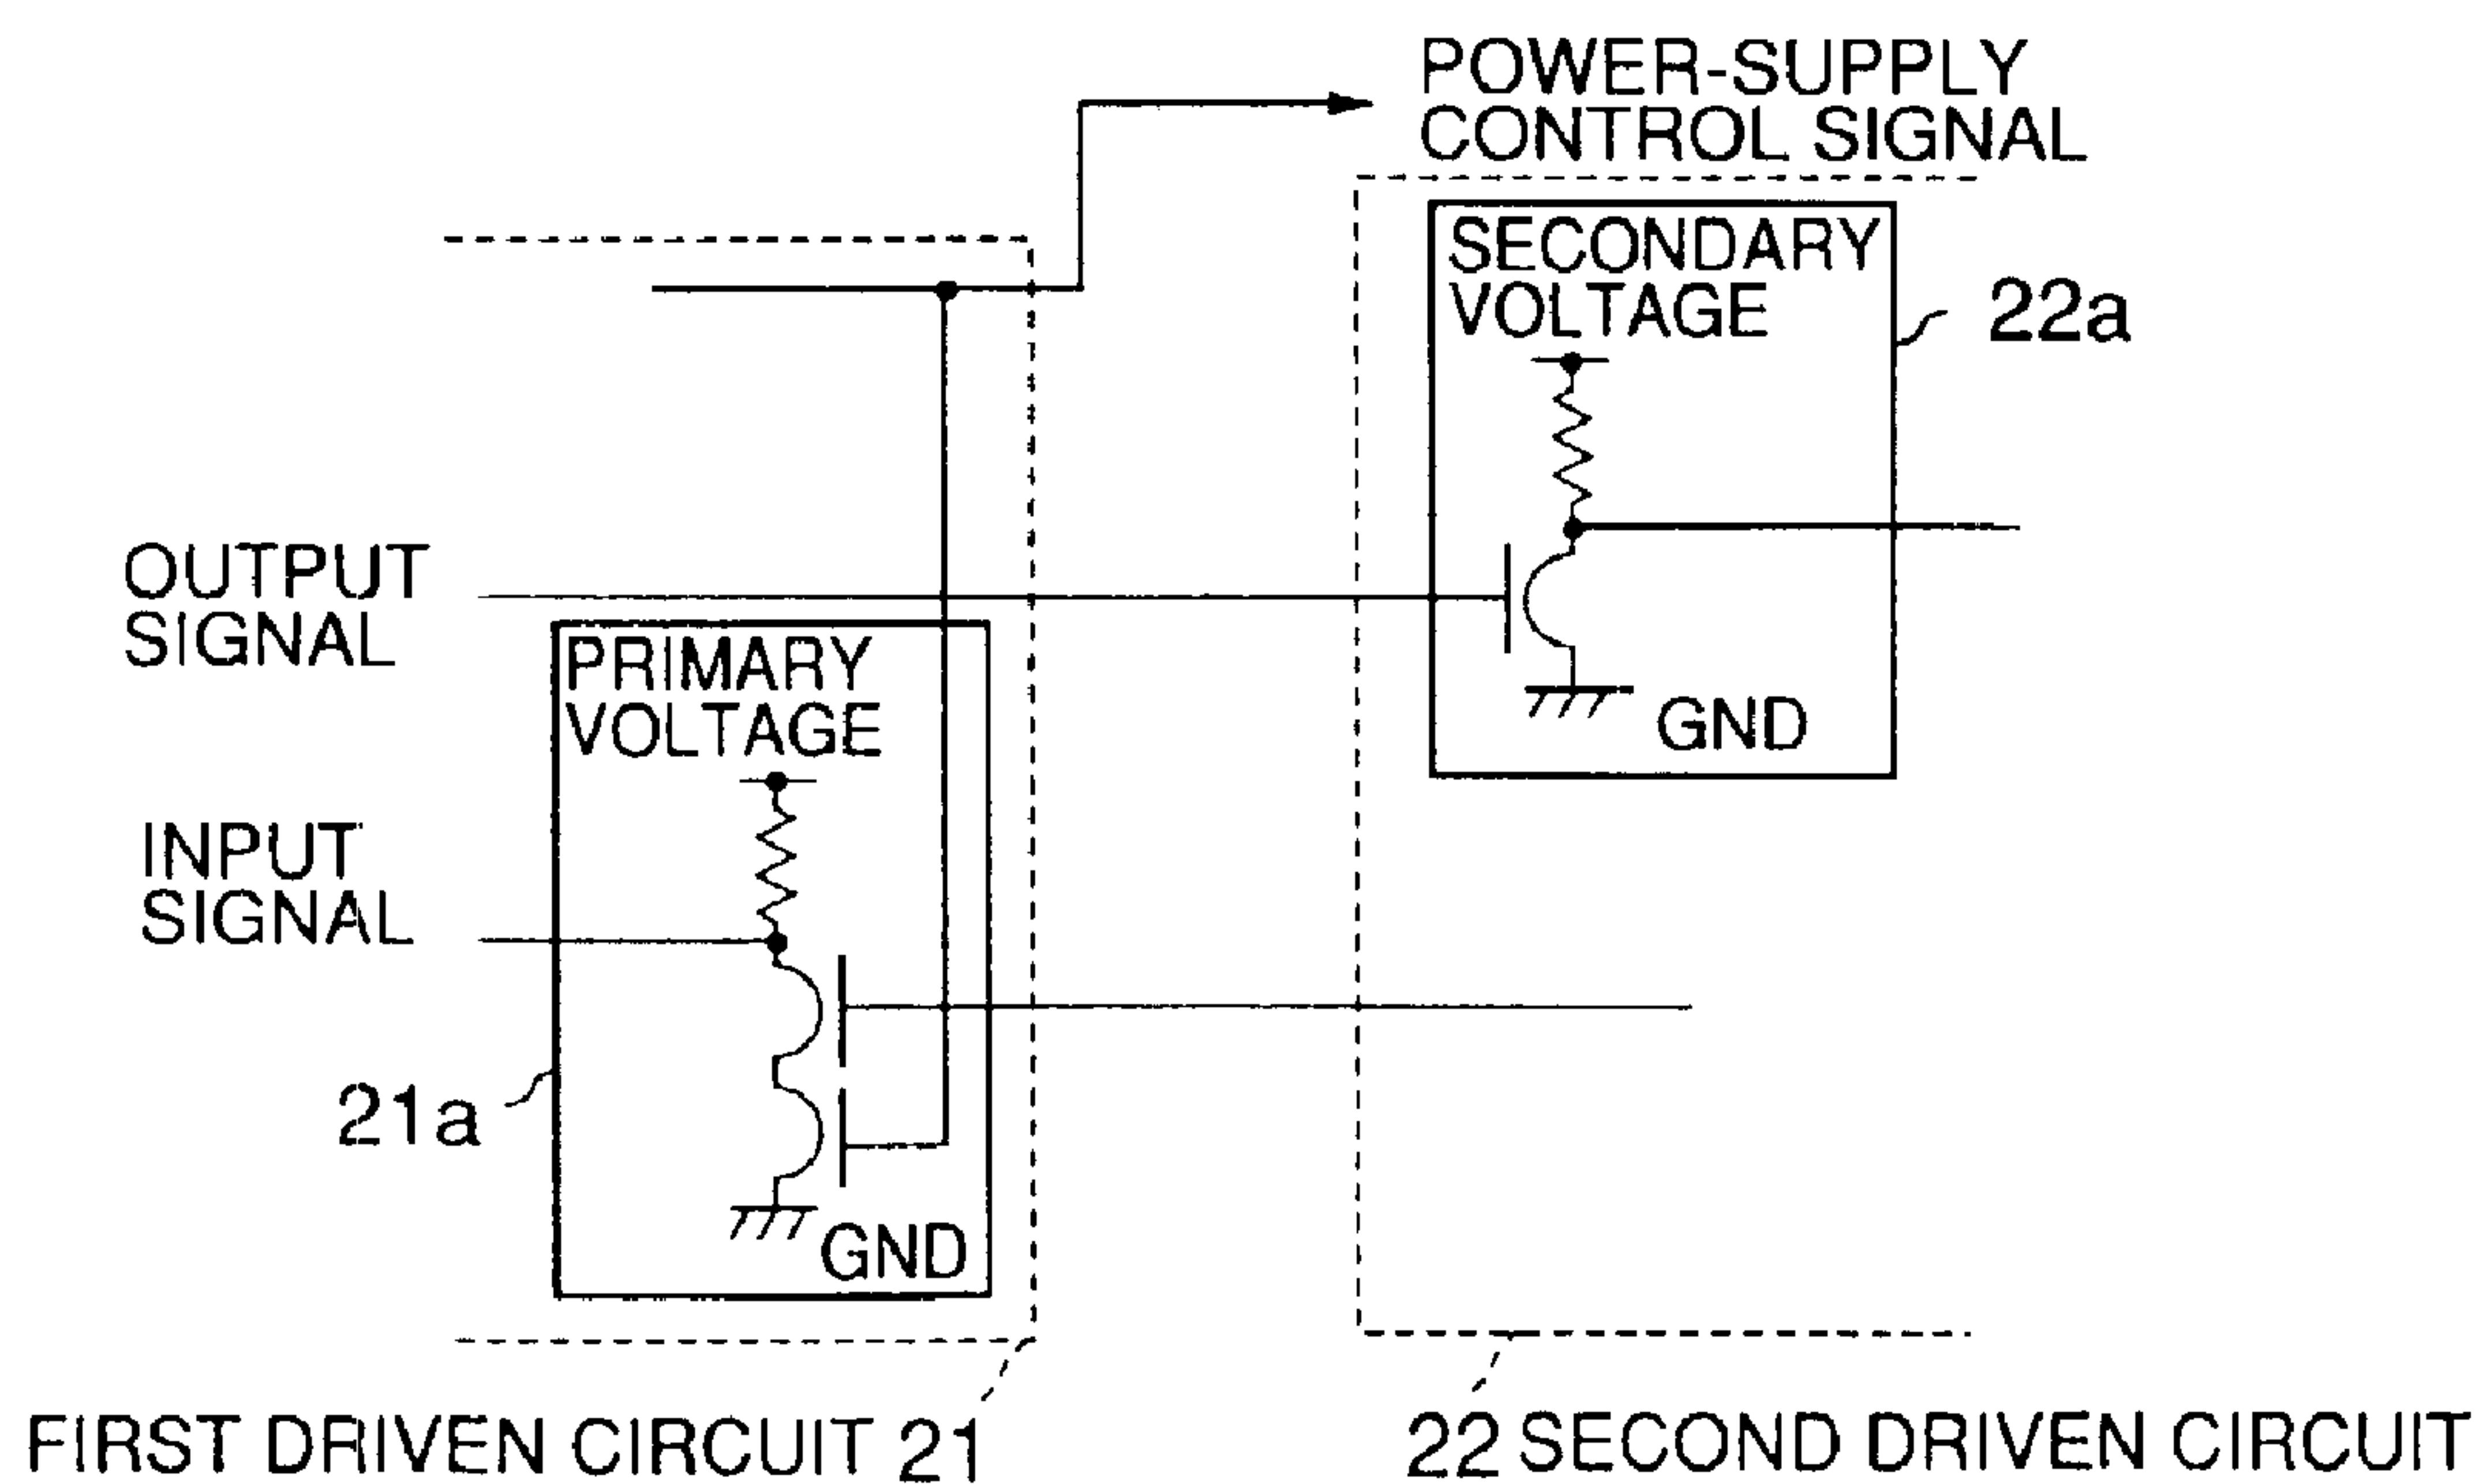 POWER-SUPPLY
CONTROL SIGNAL
SECONDARY
VOLTAGE
22a
OUTPUT
SIGNAL
PRIMARY
VOLTAGE
GND
INPUT
SIGNAL
21a
GND
FIRST DRIVEN CIRCUIT 21
22 SECOND DRIVEN CIRCUIT